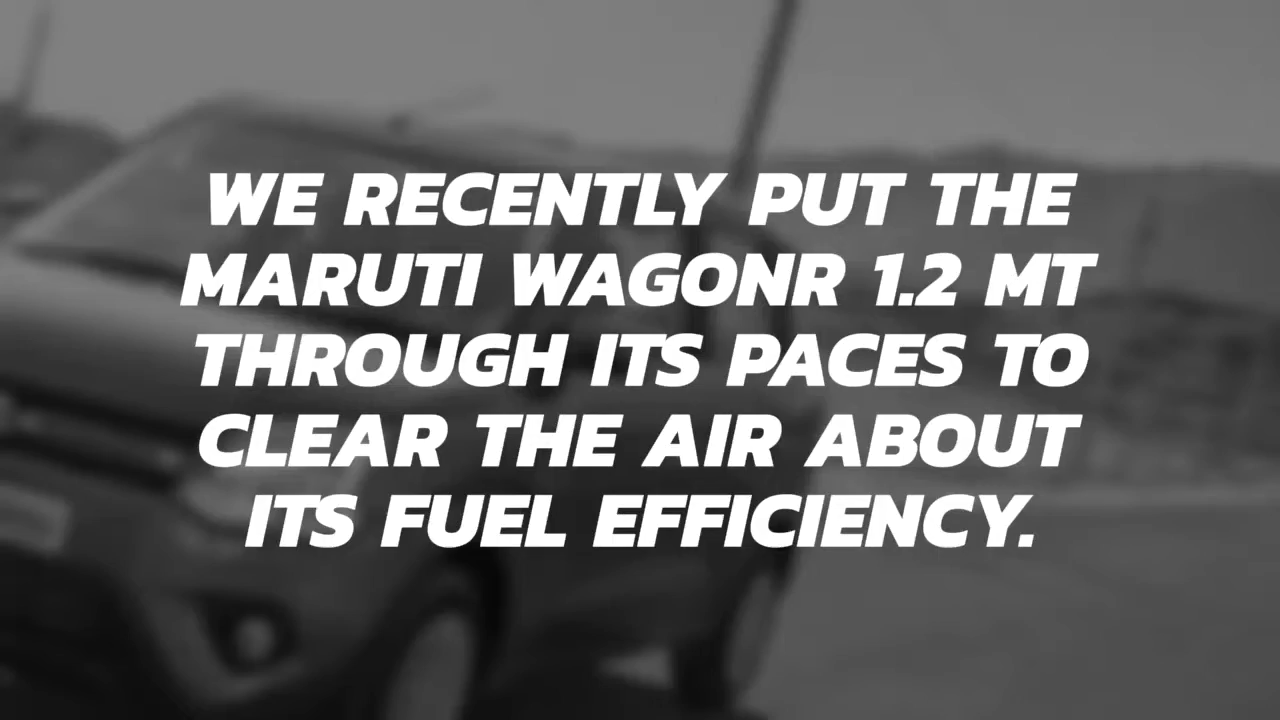 WE RECENTLY PUT THE
MARUTI WAGONR 1.2 MT
THROUGH ITS PACES TO
CLEAR THE AIR ABOUT
ITS FUEL EFFICIENCY.